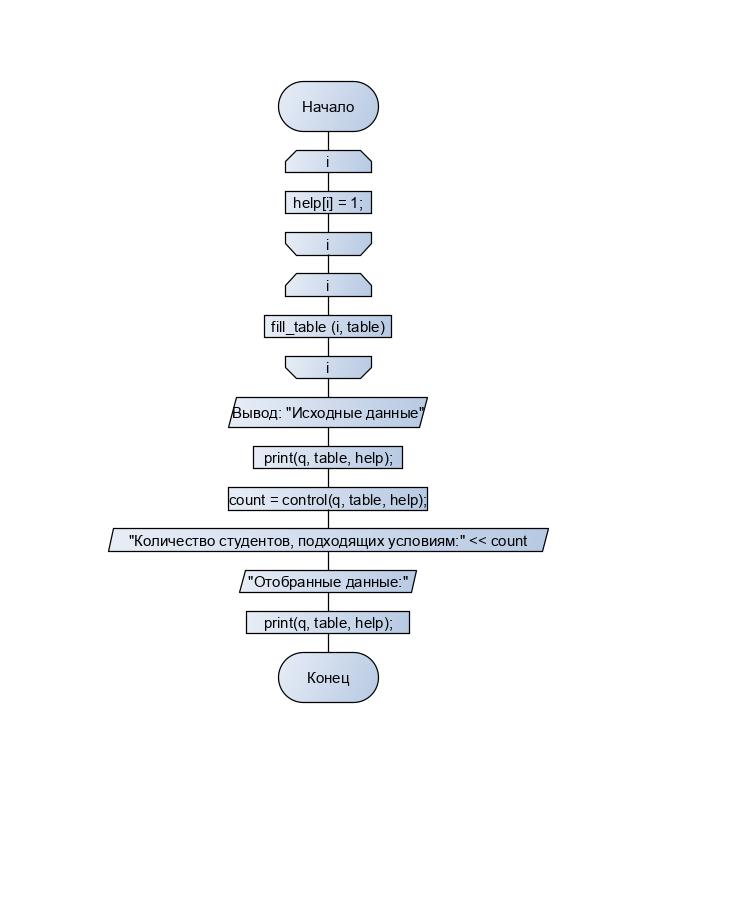 Начало
i
help[i] = 1;
i
i
fill_table (i, table)
i
Вывод: "Исходные данные"
print(q, table, help);
count = control(q, table, help);
"Количество студентов, подходящих условиям:" << count
"Отобранные данные:"
print(q, table, help);
Конец